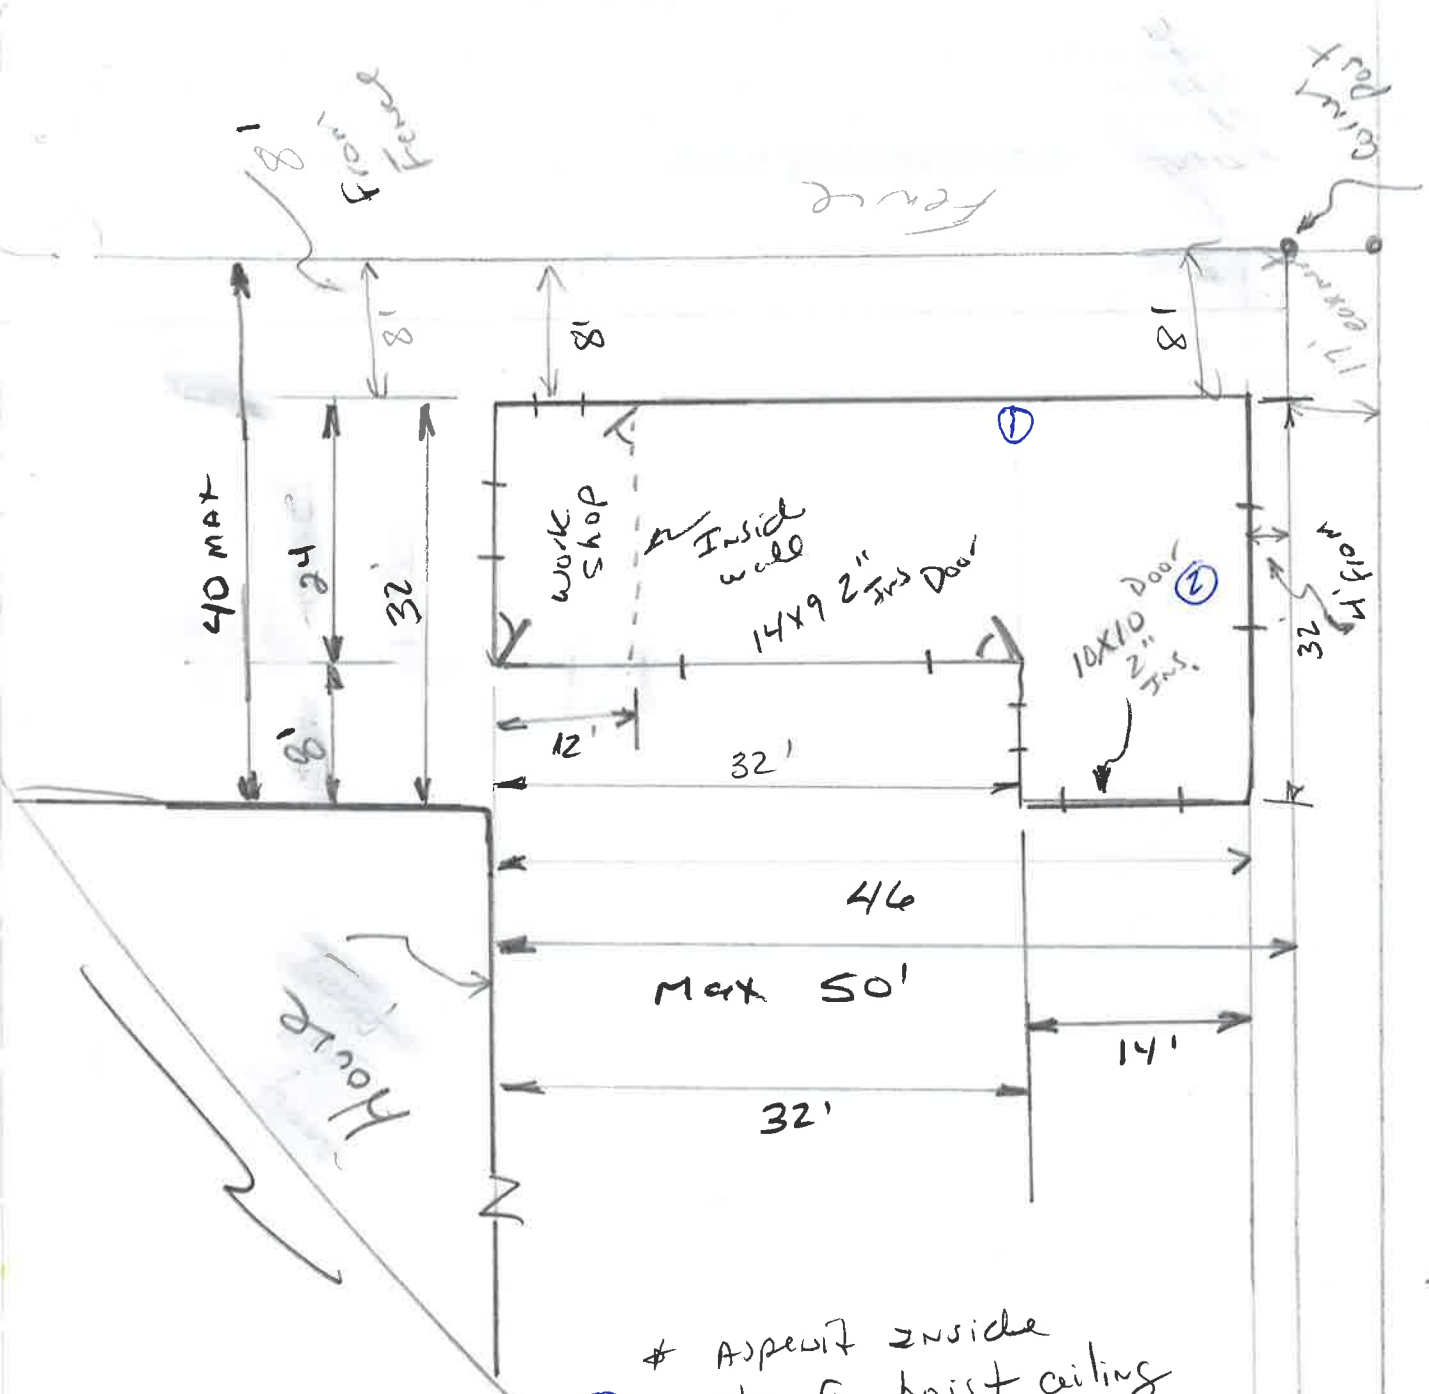 8'
From
Fence
Fence
Corner
Post
8'
8'
8'
17'
40 MAX
24
32'
8'
Work
Shop
Inside
wall
14x9 2"
Ins Door
1
2
10x10 Door
2"
Ins.
4' from
32'
12'
32'
46
Max 50'
14'
32'
House
* Aspenit Inside
hoist ceiling